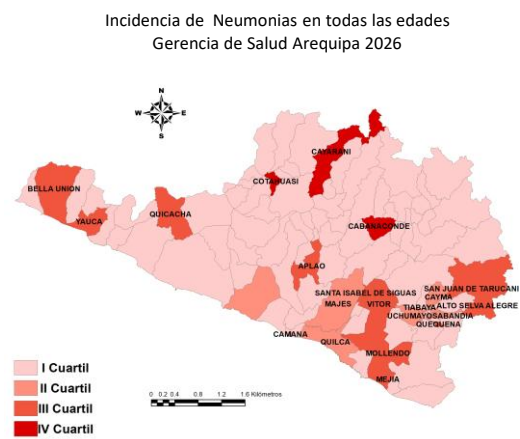 Incidencia de Neumonias en todas las edades
Gerencia de Salud Arequipa 2026
N
W E
S
CAYARANI
COTAHUASI
BELLA UNION
QUICACHA
YAUCA
CABANACONDE
APLAO
SAN JUAN DE TARUCANI
SANTA ISABEL DE SIGUAS
CAYMA
MAJES VITOR TIABAYA ALTO SELVA ALEGRE
UCHUMAYO SABANDIA
QUEQUENA
CAMANA
QUILCA
MOLLENDO
MEJIA
I Cuartil
II Cuartil
III Cuartil
IV Cuartil
0 0.2 0.4 0.8 1.2 1.6 Kilómetros